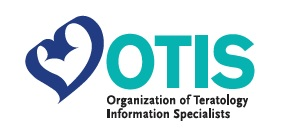 OTIS
Organization of Teratology
Information Specialists